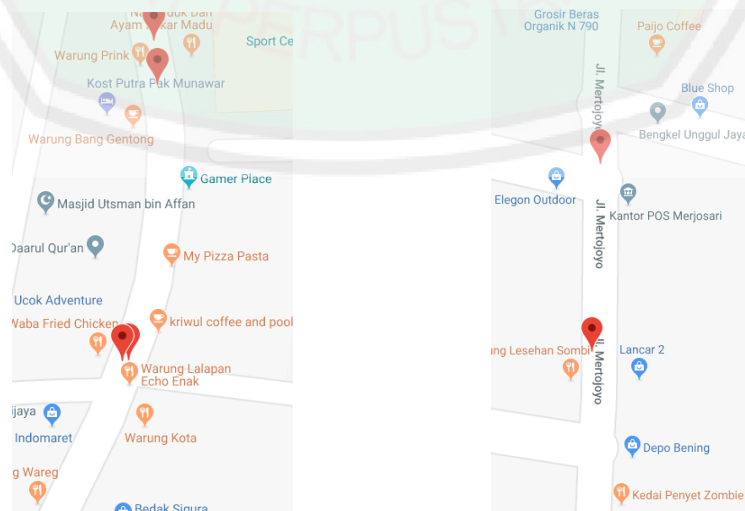 Ayam Bakar Madu
Warung Prink
Kost Putra Pak Munawar
Warung Bang Gentong
Sport Ce
Gamer Place
Masjid Utsman bin Affan
Daarul Qur'an
My Pizza Pasta
Ucok Adventure
Waba Fried Chicken
kriwul coffee and pool
Warung Lalapan
Echo Enak
ijaya
Indomaret
Warung Kota
g Wareg
Bedak Sigura
PERPUST
Grosir Beras
Organik N 790
Paijo Coffee
Jl. Mertojoyo
Blue Shop
Bengkel Unggul Jaya
Elegon Outdoor
Kantor POS Merjosari
Jl. Mertojoyo
ung Lesehan Sombi
Lancar 2
Jl. Mertojoyo
Depo Bening
Kedai Penyet Zombie